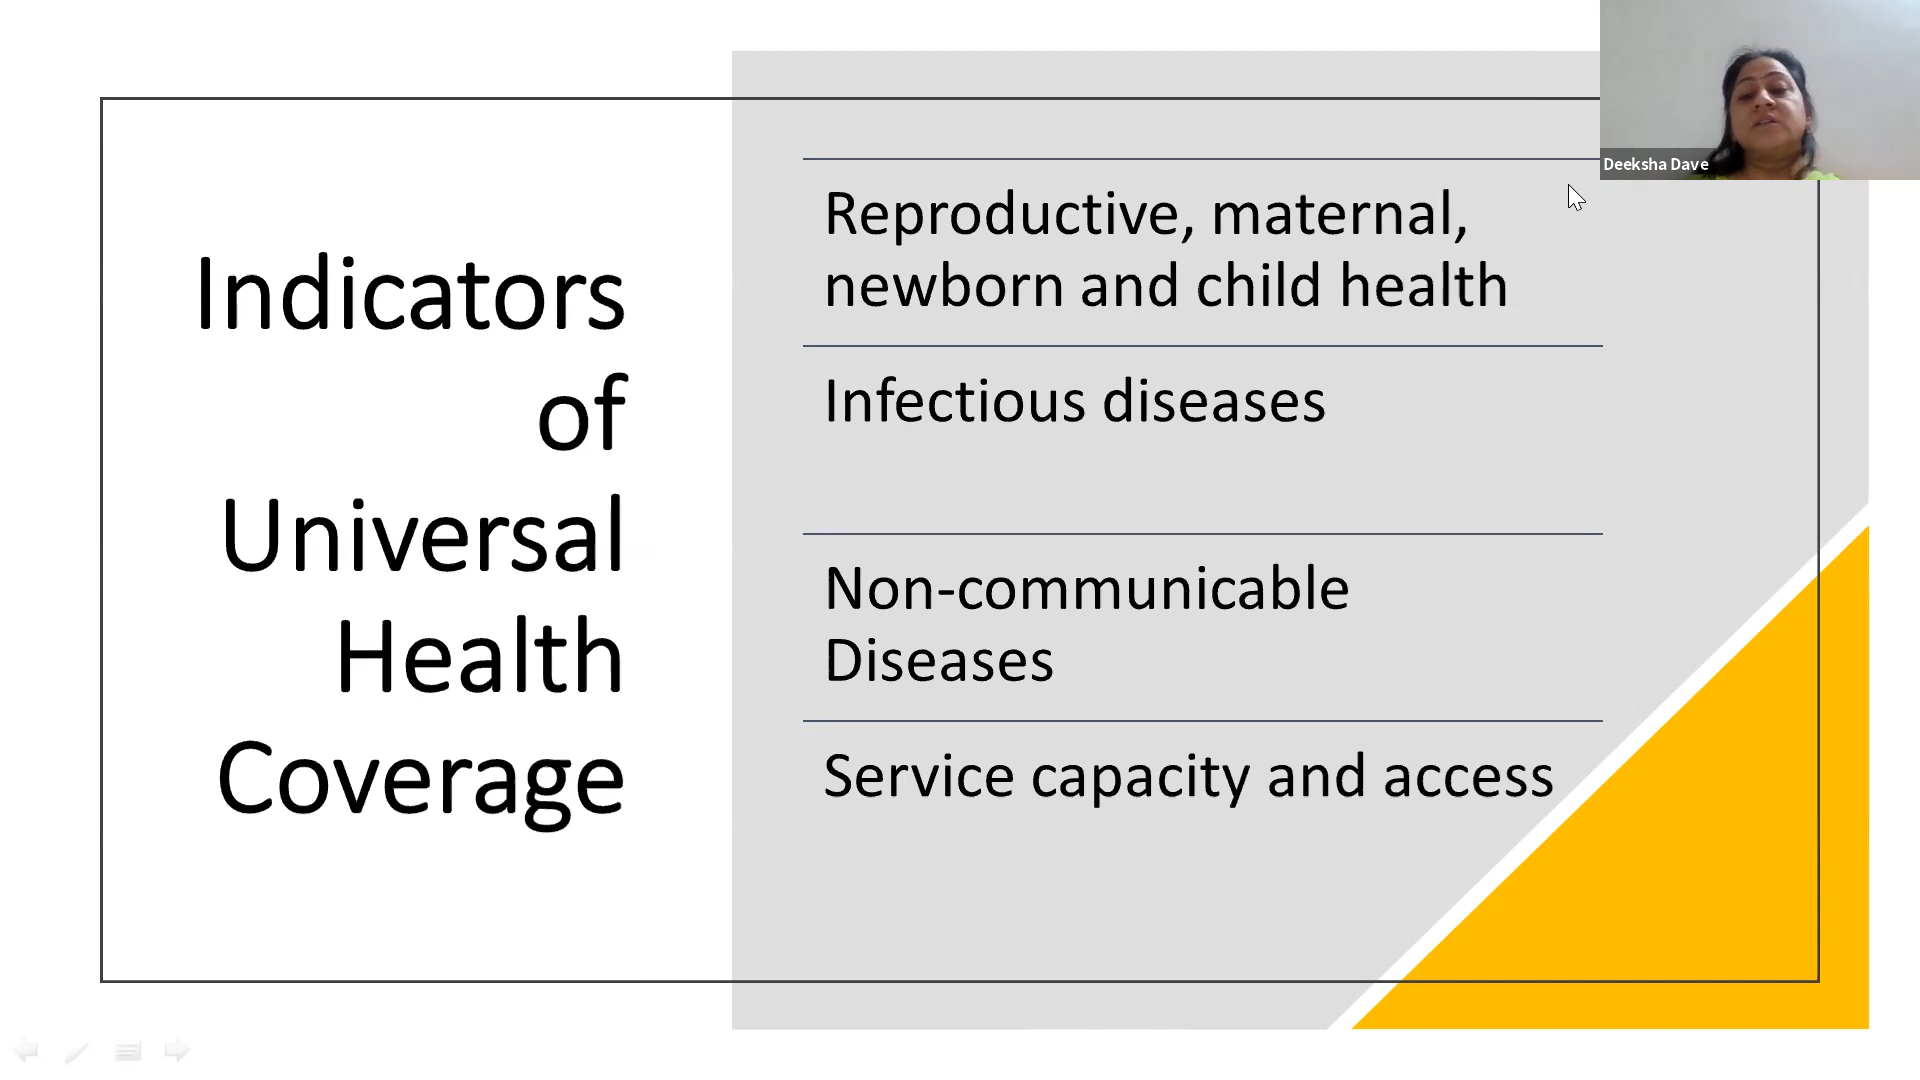 Indicators
of
Universal
Health
Coverage
Reproductive, maternal,
newborn and child health
Infectious diseases
Non-communicable
Diseases
Service capacity and access
Deeksha Dave